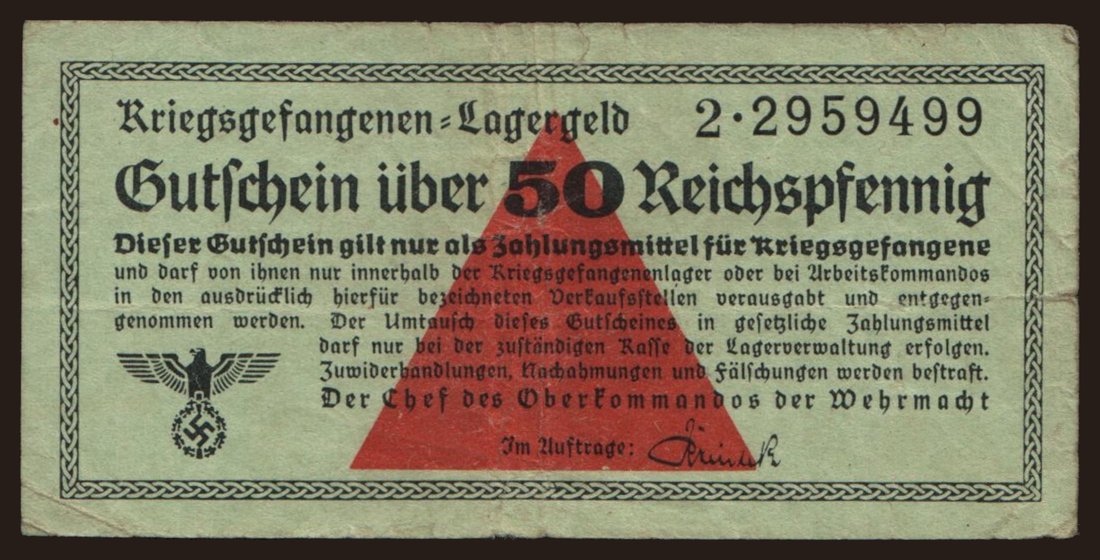 Kriegsgefangenen-Lagergeld 2·2959499
Gutschein über 50 Reichspfennig
Dieser Gutschein gilt nur als Zahlungsmittel für Kriegsgefangene
und darf von ihnen nur innerhalb der Kriegsgefangenenlager oder bei Arbeitskommandos
in den ausdrücklich hierfür bezeichneten Verkaufsstellen verausgabt und entgegen-
genommen werden. Der Umtausch dieses Gutscheines in gesetzliche Zahlungsmittel
darf nur bei der zuständigen Kasse der Lagerverwaltung erfolgen.
Zuwiderhandlungen, Nachahmungen und Fälschungen werden bestraft.
Der Chef des Oberkommandos der Wehrmacht
Im Auftrage: